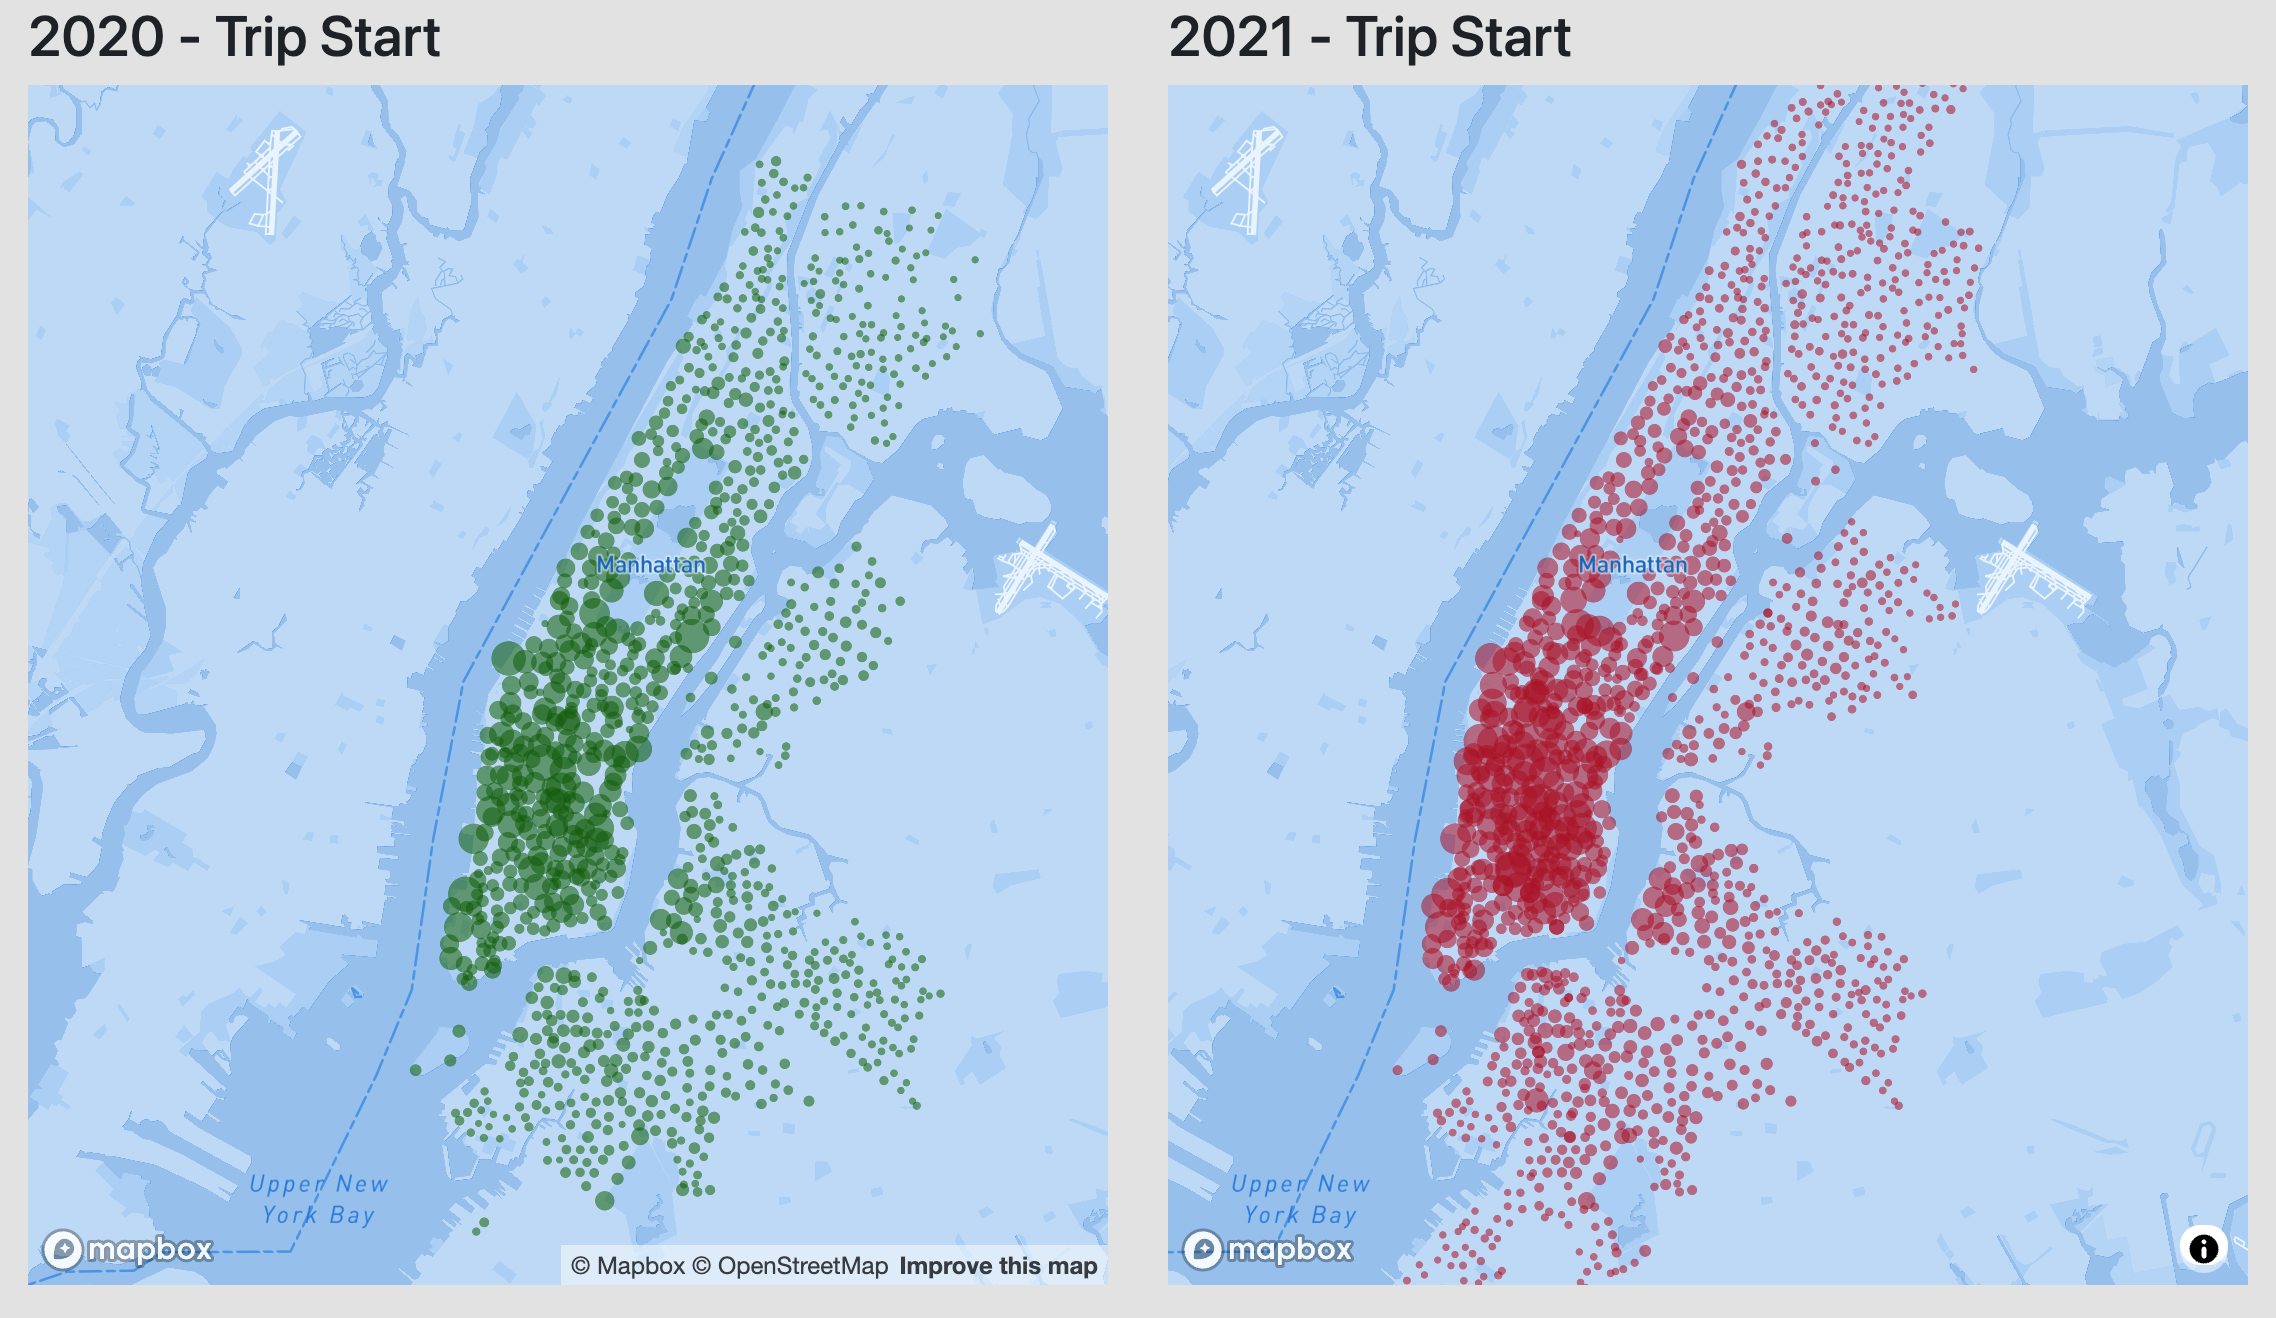 2020 - Trip Start
Manhattan
Upper New
York Bay
mapbox
© Mapbox © OpenStreetMap Improve this map
2021 - Trip Start
Manhattan
Upper New
York Bay
mapbox